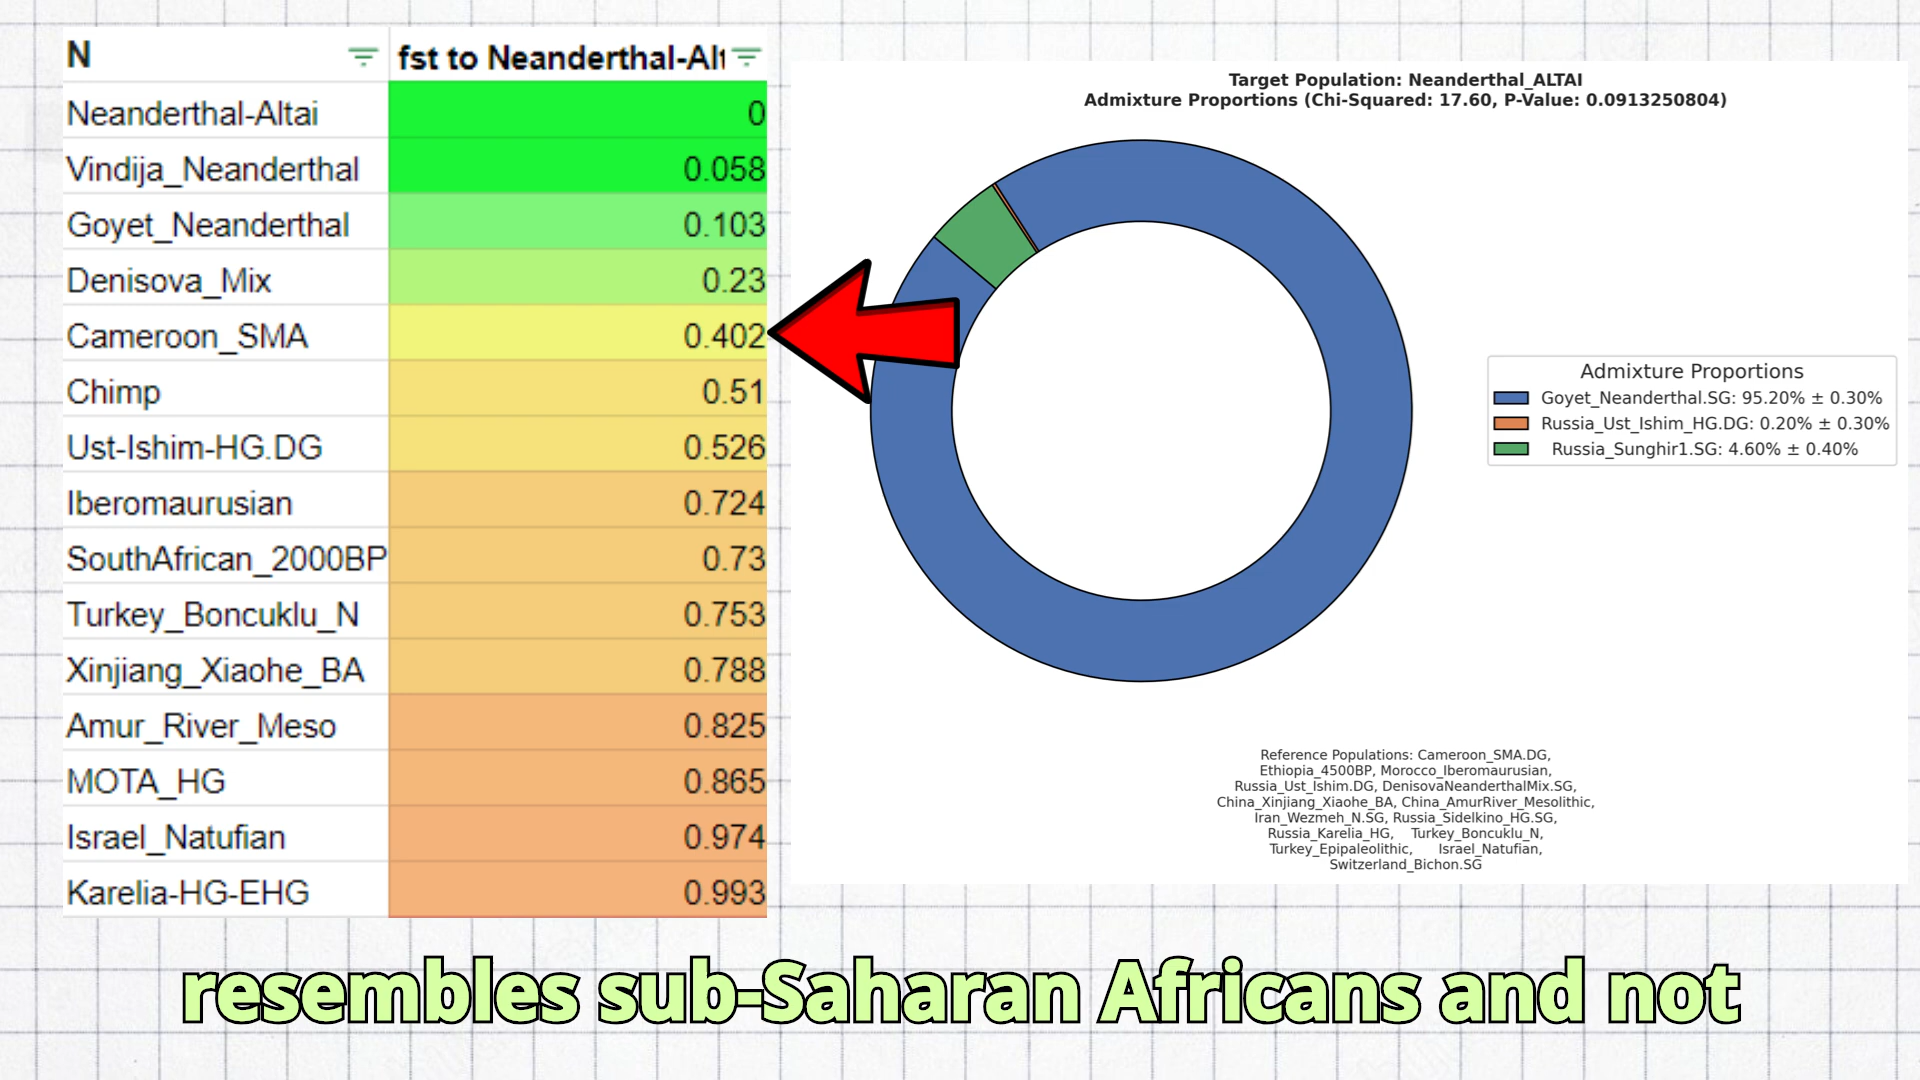 N
fst to Neanderthal-Alt
Neanderthal-Altai 0
Vindija_Neanderthal 0.058
Goyet_Neanderthal 0.103
Denisova_Mix 0.23
Cameroon_SMA 0.402
Chimp 0.51
Ust-Ishim-HG.DG 0.526
Iberomaurusian 0.724
SouthAfrican_2000BP 0.73
Turkey_Boncuklu_N 0.753
Xinjiang_Xiaohe_BA 0.788
Amur_River_Meso 0.825
MOTA_HG 0.865
Israel_Natufian 0.974
Karelia-HG-EHG 0.993
Target Population: Neanderthal_ALTAI
Admixture Proportions (Chi-Squared: 17.60, P-Value: 0.0913250804)
Admixture Proportions
Goyet_Neanderthal.SG: 95.20% ± 0.30%
Russia_Ust_Ishim_HG.DG: 0.20% ± 0.30%
Russia_Sunghir1.SG: 4.60% ± 0.40%
Reference Populations: Cameroon_SMA.DG,
Ethiopia_4500BP, Morocco_Iberomaurusian,
Russia_Ust_Ishim.DG, DenisovaNeanderthalMix.SG,
China_Xinjiang_Xiaohe_BA, China_AmurRiver_Mesolithic,
Iran_Wezmeh_N.SG, Russia_Sidelkino_HG.SG,
Russia_Karelia_HG, Turkey_Boncuklu_N,
Turkey_Epipaleolithic, Israel_Natufian,
Switzerland_Bichon.SG
resembles sub-Saharan Africans and not